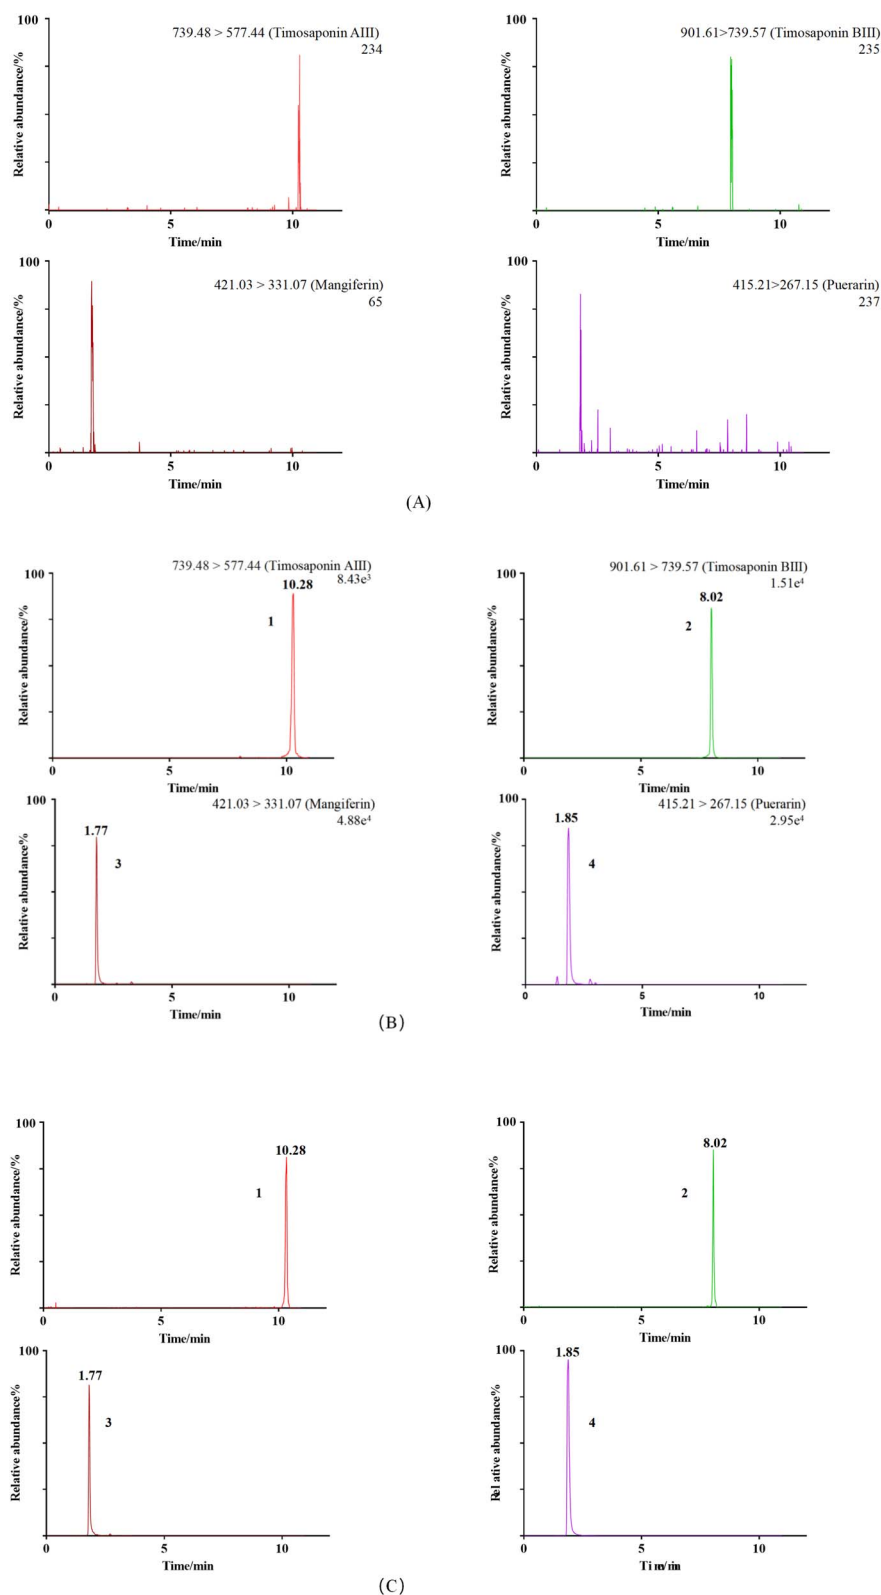 739.48 > 577.44 (Timosaponin AIII)
234
100
Relative abundance/%
0 5 10
Time/min
901.61>739.57 (Timosaponin BIII)
235
100
Relative abundance/%
0 5 10
Time/min
421.03 > 331.07 (Mangiferin)
65
100
Relative abundance/%
0 5 10
Time/min
415.21>267.15 (Puerarin)
237
100
Relative abundance/%
0 5 10
Time/min
(A)
739.48 > 577.44 (Timosaponin AIII)
8.43e³
100
10.28
1
Relative abundance/%
0 5 10
Time/min
901.61 > 739.57 (Timosaponin BIII)
1.51e⁴
100
8.02
2
Relative abundance/%
0 5 10
Time/min
421.03 > 331.07 (Mangiferin)
4.88e⁴
100
1.77
3
Relative abundance%
0 5 10
Time/min
415.21 > 267.15 (Puerarin)
2.95e⁴
100
1.85
4
Relative abundance/%
0 5 10
Time/min
(B)
100
10.28
1
Relative abundance/%
0 5 10
Time/min
100
8.02
2
Relative abundance%
0 5 10
Time/min
100
1.77
3
Relative abundance%
0 5 10
Time/min
100
1.85
4
Relative abundance%
0 5 10
Time/min
(C)